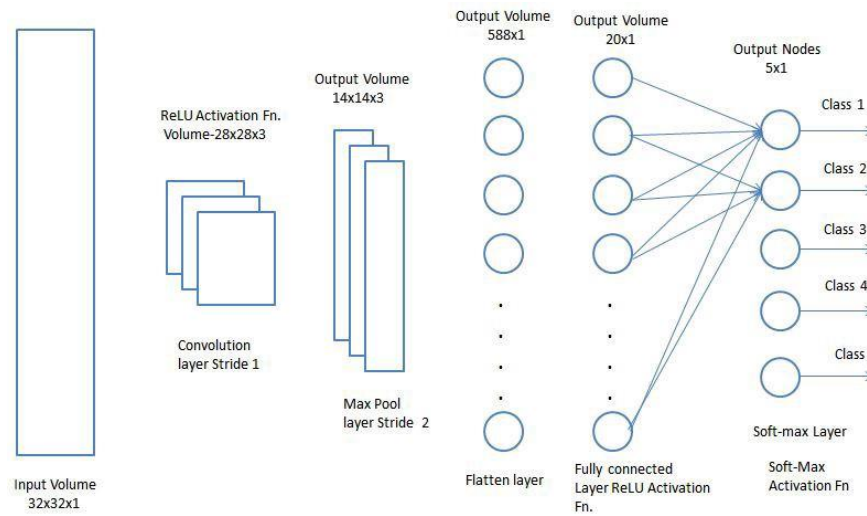 Input Volume
32x32x1
ReLU Activation Fn.
Volume-28x28x3
Convolution
layer Stride 1
Output Volume
14x14x3
Max Pool
layer Stride 2
Output Volume
588x1
Flatten layer
Output Volume
20x1
Fully connected
Layer ReLU Activation
Fn.
Output Nodes
5x1
Class 1
Class 2
Class 3
Class 4
Class
Soft-max Layer
Soft-Max
Activation Fn